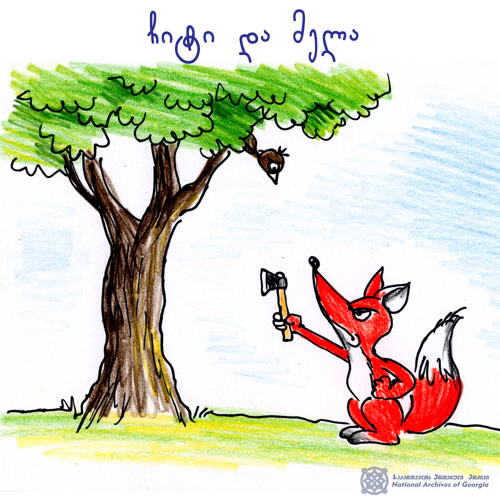 ჩიტი და მელა
საქართველოს ეროვნული არქივი
National Archives of Georgia